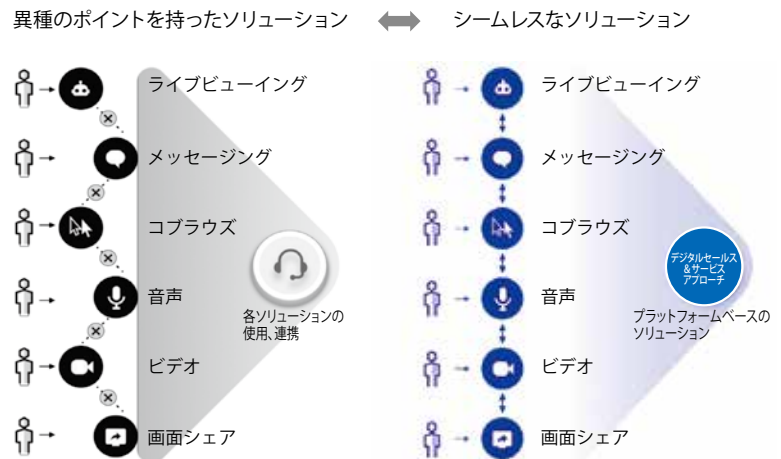 異種のポイントを持ったソリューション
シームレスなソリューション
ライブビューイング
メッセージング
コブラウズ
音声
ビデオ
画面シェア
各ソリューションの
使用、連携
ライブビューイング
メッセージング
コブラウズ
音声
ビデオ
画面シェア
デジタルセールス
&サービス
アプローチ
プラットフォームベースの
ソリューション